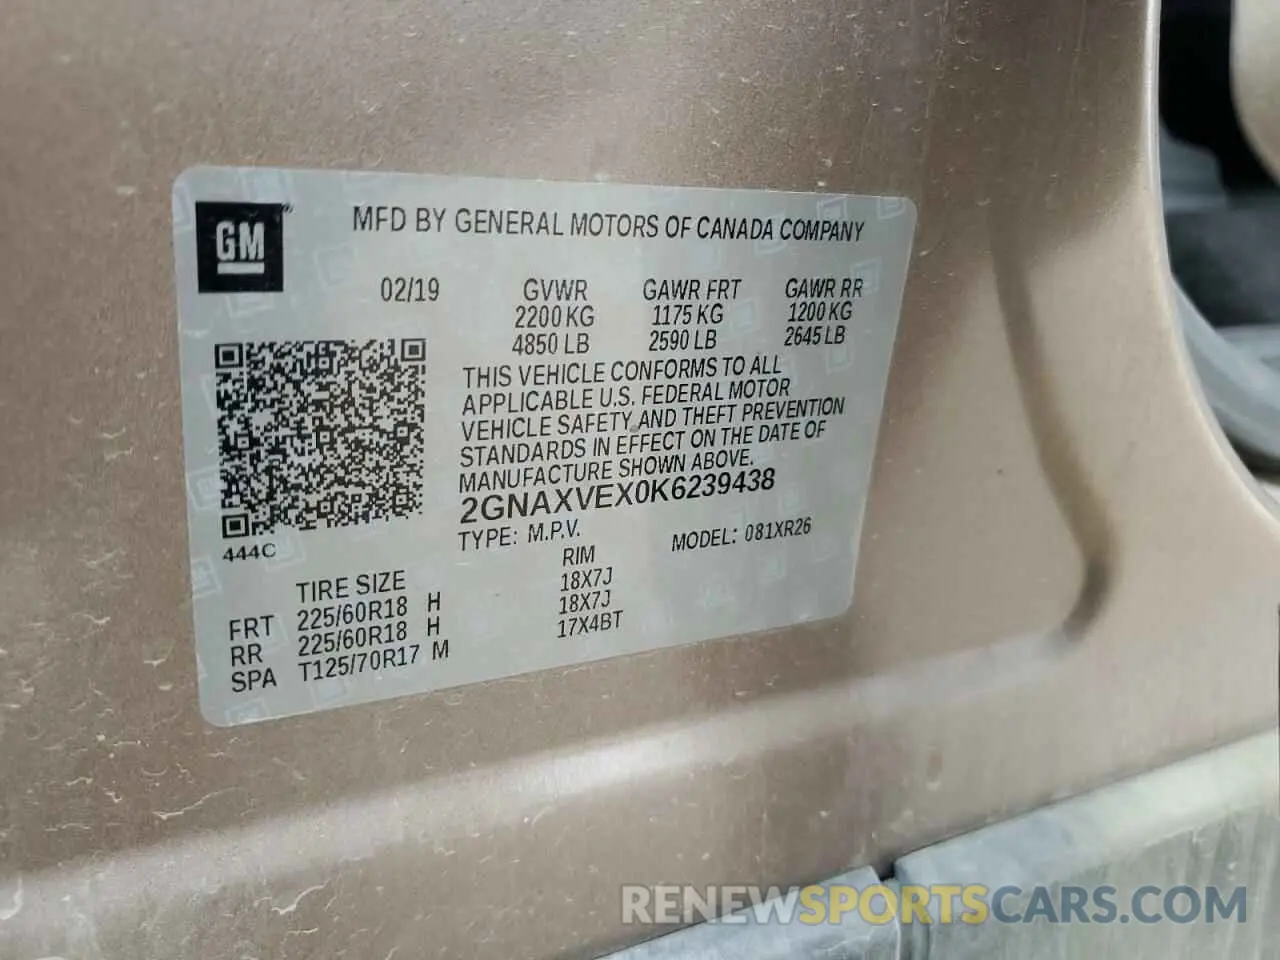 GM
MFD BY GENERAL MOTORS OF CANADA COMPANY
02/19 GVWR GAWR FRT GAWR RR
2200 KG 1175 KG 1200 KG
4850 LB 2590 LB 2645 LB
THIS VEHICLE CONFORMS TO ALL
APPLICABLE U.S. FEDERAL MOTOR
VEHICLE SAFETY AND THEFT PREVENTION
STANDARDS IN EFFECT ON THE DATE OF
MANUFACTURE SHOWN ABOVE.
2GNAXVEX0K6239438
TYPE: M.P.V. MODEL: 081XR26
444C
TIRE SIZE RIM
FRT 225/60R18 H 18X7J
RR 225/60R18 H 18X7J
SPA T125/70R17 M 17X4BT
RENEWSPORTSCARS.COM